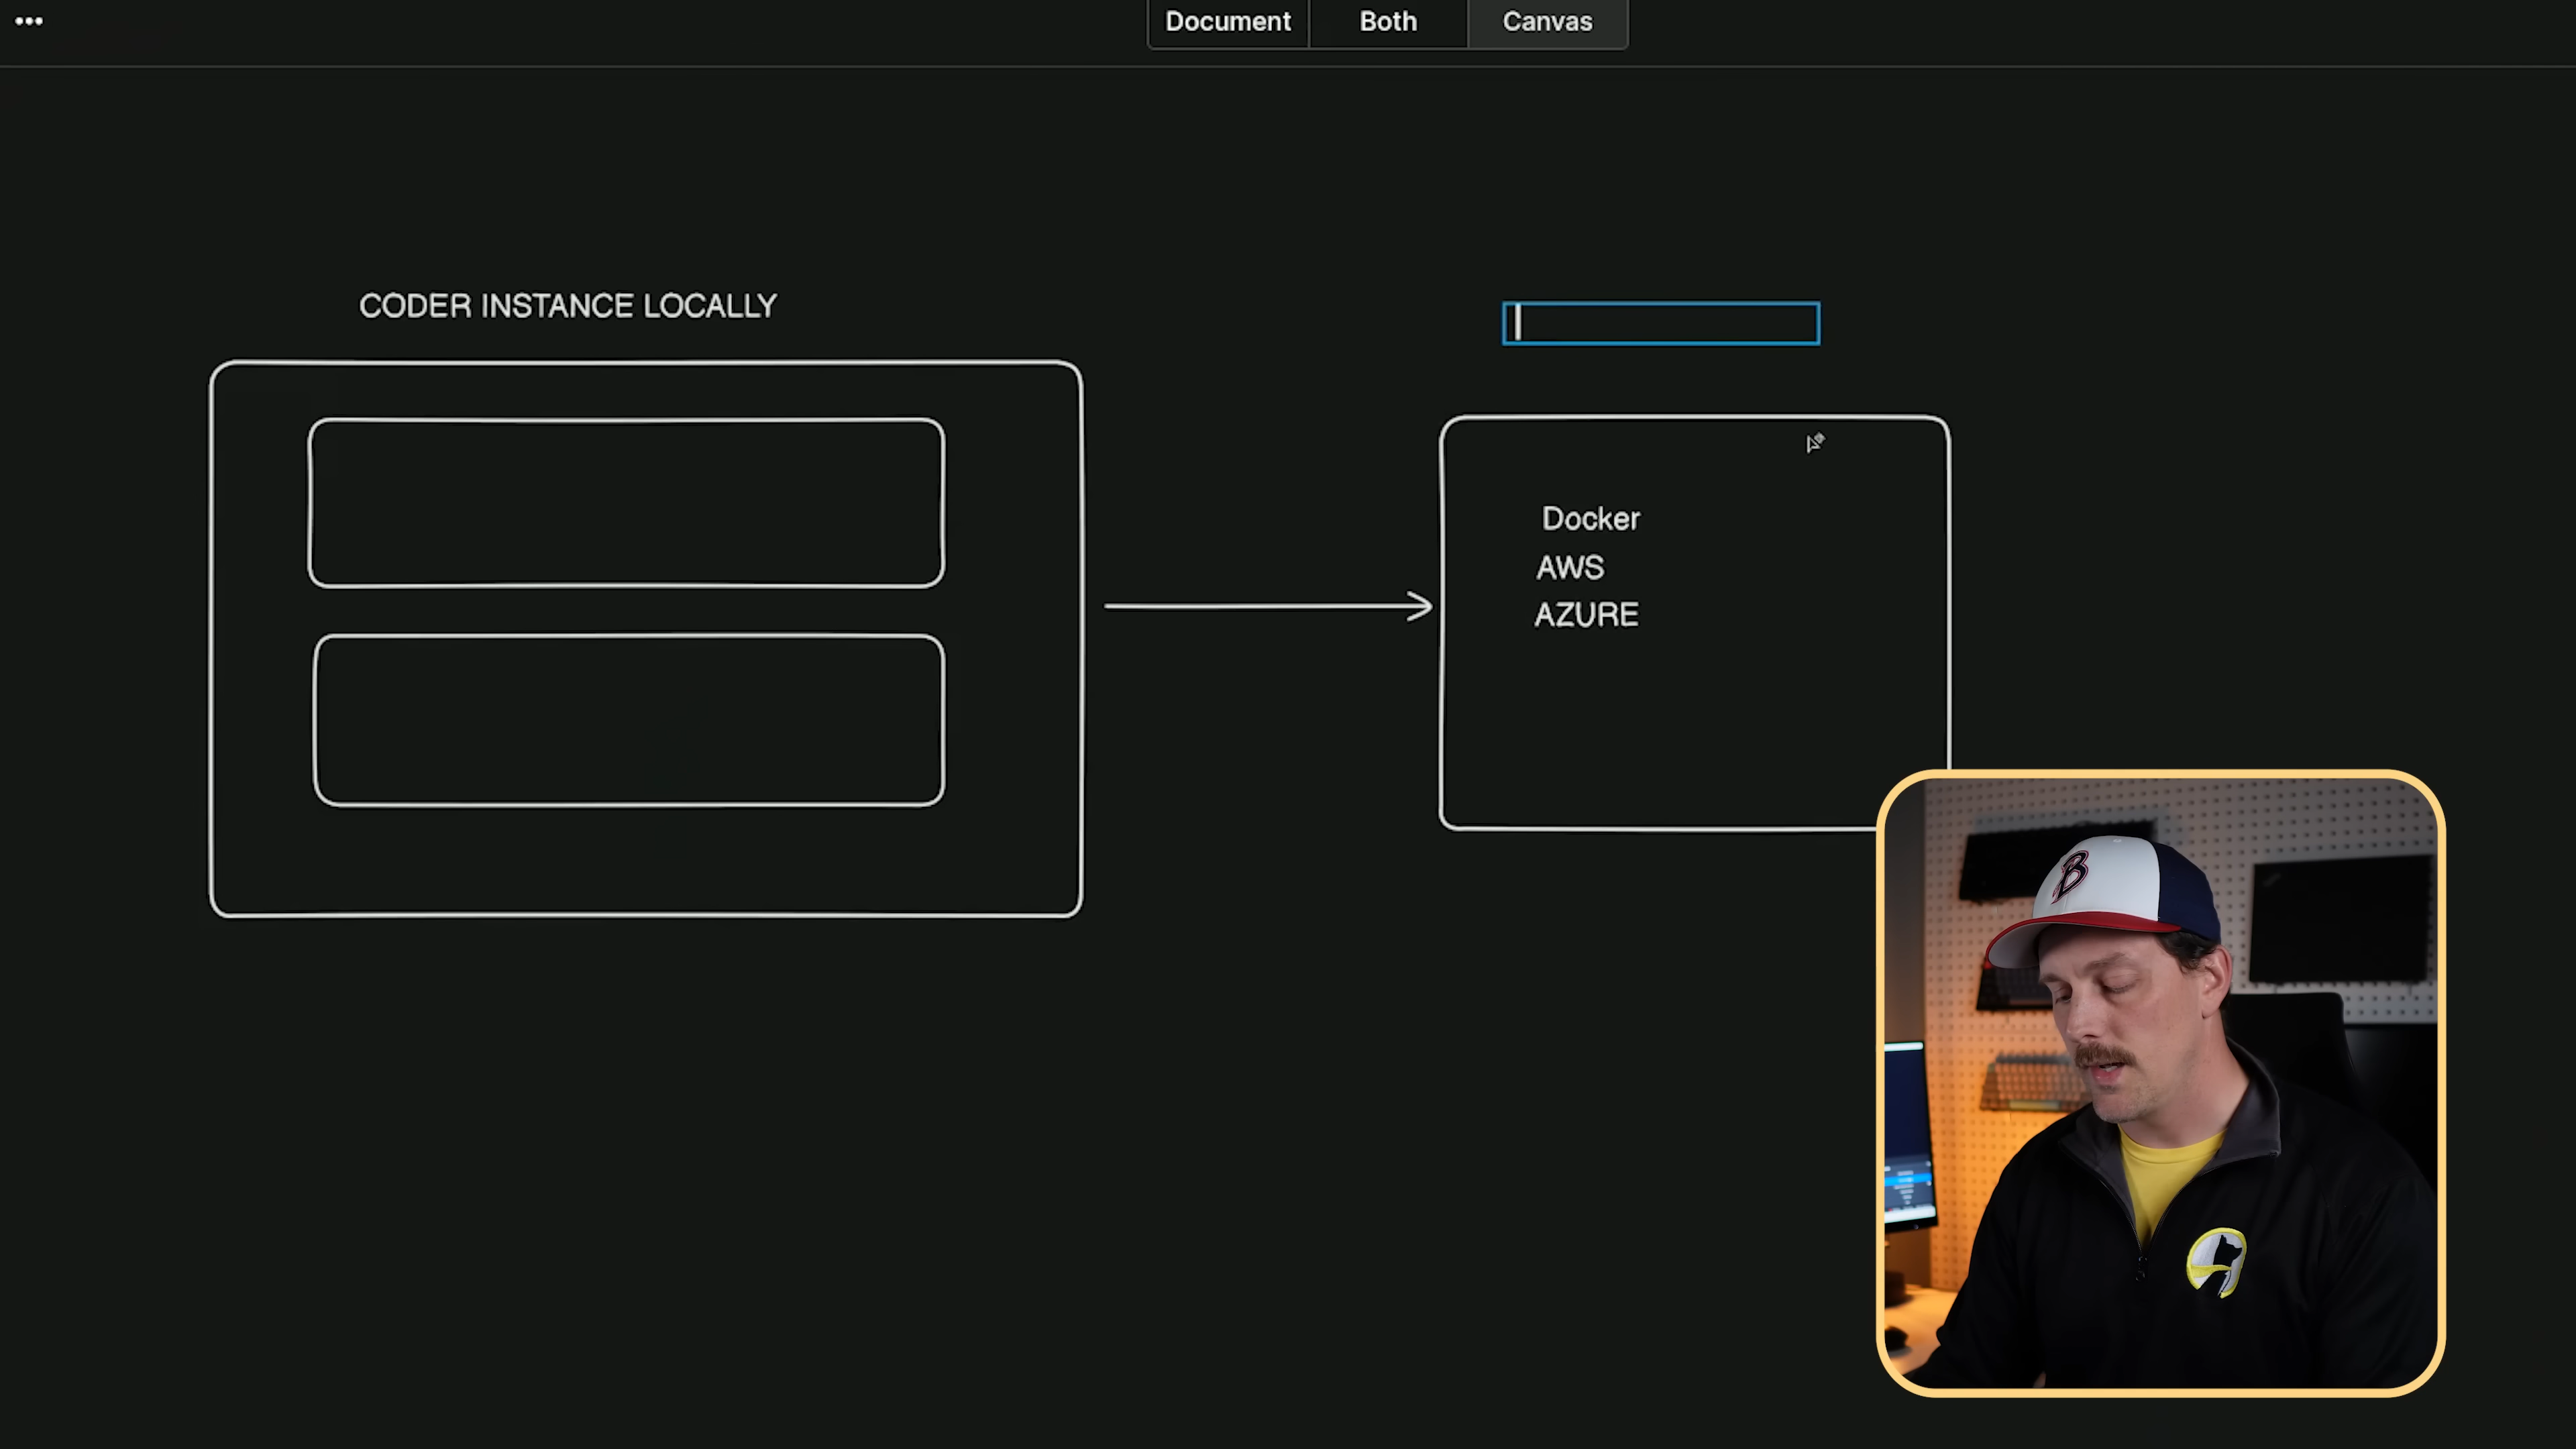 Document Both Canvas
CODER INSTANCE LOCALLY
Docker
AWS
AZURE
B